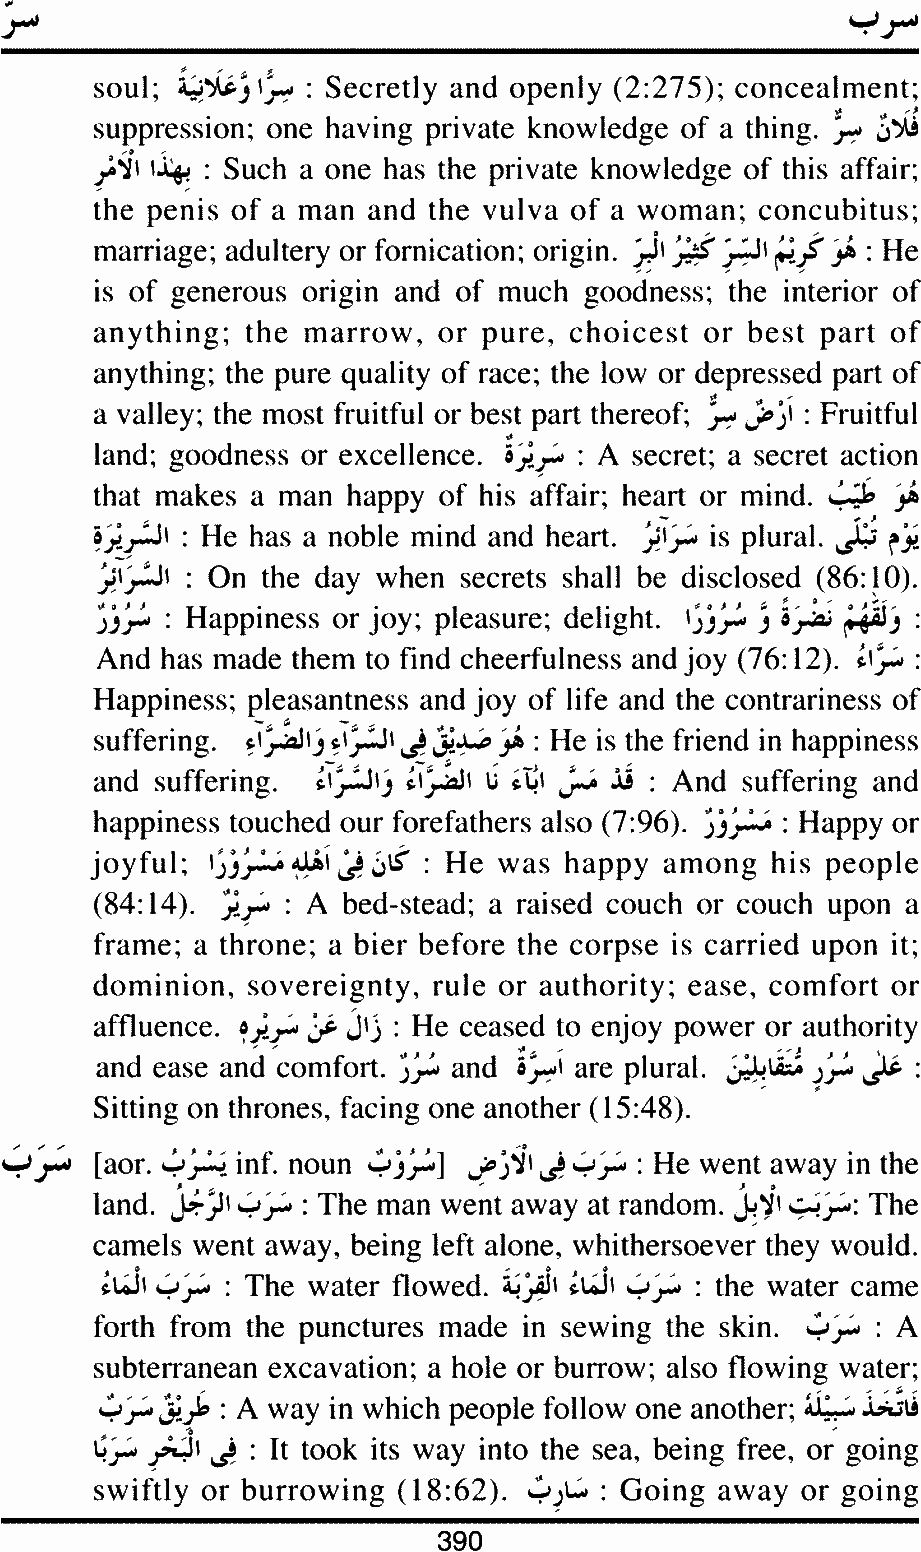 سرّ سرب
soul; سِرًّا وَّعَلَانِيَةً : Secretly and openly (2:275); concealment;
suppression; one having private knowledge of a thing. فُلَانٌ سِرٌّ
بِهٰذَا الْاَمْرِ : Such a one has the private knowledge of this affair;
the penis of a man and the vulva of a woman; concubitus;
marriage; adultery or fornication; origin. هُوَ كَرِيْمُ السِّرِّ كَثِيْرُ الْبِرِّ : He
is of generous origin and of much goodness; the interior of
anything; the marrow, or pure, choicest or best part of
anything; the pure quality of race; the low or depressed part of
a valley; the most fruitful or best part thereof; اَرْضٌ سِرٌّ : Fruitful
land; goodness or excellence. سَرِيْرَةٌ : A secret; a secret action
that makes a man happy of his affair; heart or mind. هُوَ طَيِّبُ
السَّرِيْرَةِ : He has a noble mind and heart. سَرَآئِرُ is plural. يَوْمَ تُبْلَى
السَّرَآئِرُ : On the day when secrets shall be disclosed (86:10).
سُرُوْرٌ : Happiness or joy; pleasure; delight. وَلَقّٰهُمْ نَضْرَةً وَّ سُرُوْرًا :
And has made them to find cheerfulness and joy (76:12). سَرَّاءُ :
Happiness; pleasantness and joy of life and the contrariness of
suffering. هُوَ صَدِيْقٌ فِي السَّرَّآءِ وَالضَّرَّآءِ : He is the friend in happiness
and suffering. قَدْ مَسَّ اٰبَآءَ نَا الضَّرَّآءُ وَالسَّرَّآءُ : And suffering and
happiness touched our forefathers also (7:96). مَسْرُوْرٌ : Happy or
joyful; كَانَ فِيْ اَهْلِهٖ مَسْرُوْرًا : He was happy among his people
(84:14). سَرِيْرٌ : A bed-stead; a raised couch or couch upon a
frame; a throne; a bier before the corpse is carried upon it;
dominion, sovereignty, rule or authority; ease, comfort or
affluence. زَالَ عَنْ سَرِيْرِهٖ : He ceased to enjoy power or authority
and ease and comfort. سُرُرٌ and اَسِرَّةٌ are plural. عَلٰى سُرُرٍ مُّتَقَابِلِيْنَ :
Sitting on thrones, facing one another (15:48).
سَرَبَ [aor. يَسْرُبُ inf. noun سُرُوْبٌ] سَرَبَ فِي الْاَرْضِ : He went away in the
land. سَرَبَ الرَّجُلُ : The man went away at random. سَرَبَتِ الْاِبِلُ: The
camels went away, being left alone, whithersoever they would.
سَرَبَ الْمَاءُ : The water flowed. سَرَبَ الْمَاءُ الْقِرْبَةَ : the water came
forth from the punctures made in sewing the skin. سَرَبٌ : A
subterranean excavation; a hole or burrow; also flowing water;
طَرِيْقٌ سَرَبٌ : A way in which people follow one another; فَاتَّخَذَ سَبِيْلَهٗ
فِي الْبَحْرِ سَرَبًا : It took its way into the sea, being free, or going
swiftly or burrowing (18:62). سَارِبٌ : Going away or going
390